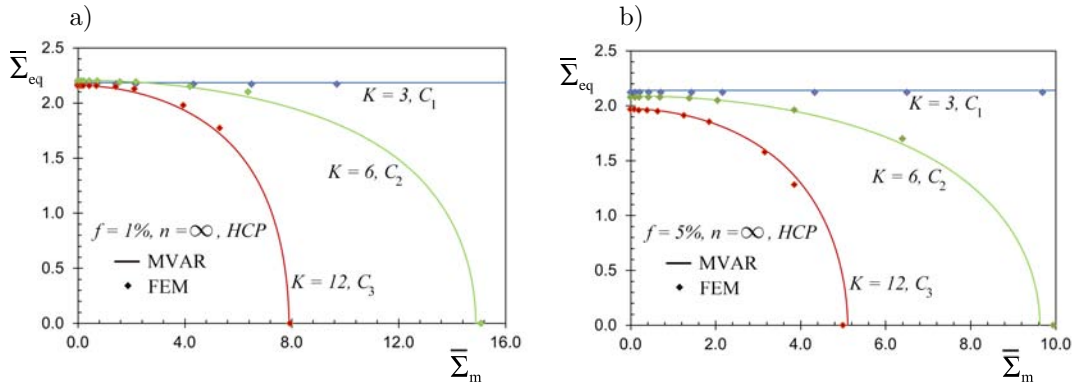 a)
Σ̿eq
2.5
2.0
1.5
1.0
0.5
0.0
0.0 4.0 8.0 12.0 16.0
Σ̿m
K = 3, C1
K = 6, C2
K = 12, C3
f = 1%, n = ∞, HCP
MVAR
FEM
b)
Σ̿eq
2.5
2.0
1.5
1.0
0.5
0.0
0.0 2.0 4.0 6.0 8.0 10.0
Σ̿m
K = 3, C1
K = 6, C2
K = 12, C3
f = 5%, n = ∞, HCP
MVAR
FEM